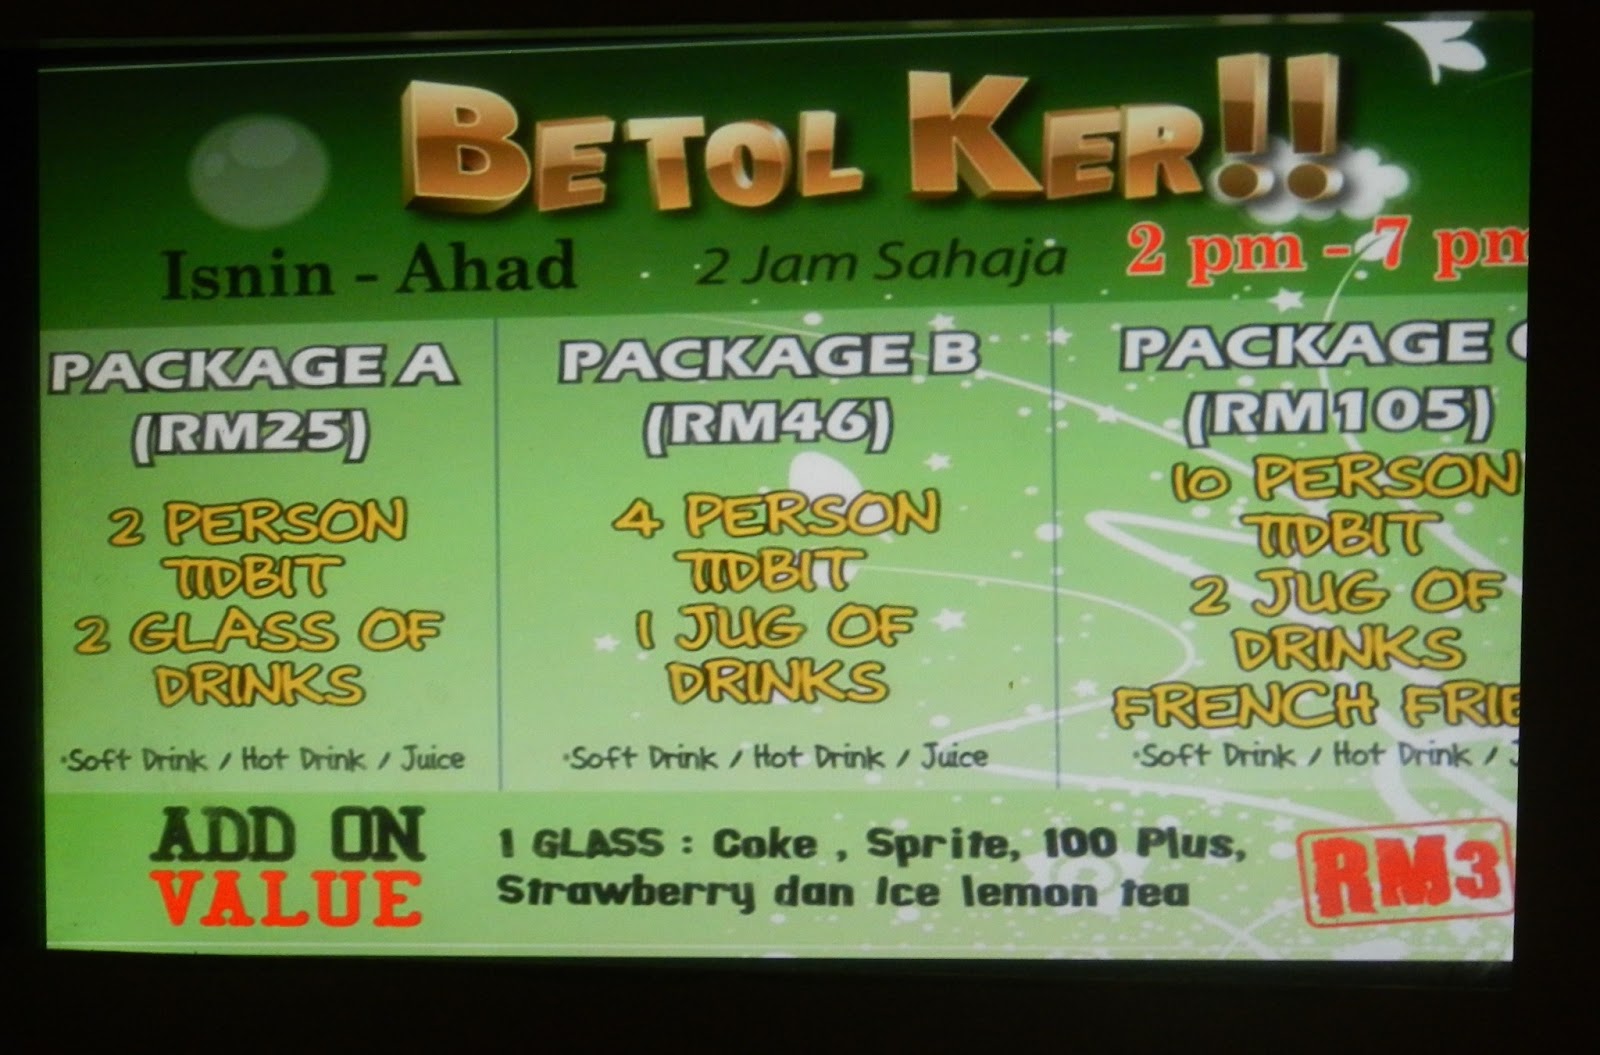 BETOL KER!!
Isnin - Ahad 2 Jam Sahaja 2 pm - 7 pm
PACKAGE A
(RM25)
2 PERSON
TIDBIT
2 GLASS OF
DRINKS
*Soft Drink / Hot Drink / Juice
PACKAGE B
(RM46)
4 PERSON
TIDBIT
1 JUG OF
DRINKS
*Soft Drink / Hot Drink / Juice
PACKAGE
(RM105)
10 PERSON
TIDBIT
2 JUG OF
DRINKS
FRENCH FRIE
*Soft Drink / Hot Drink /
ADD ON
VALUE
1 GLASS : Coke , Sprite, 100 Plus,
Strawberry dan Ice lemon tea
RM3